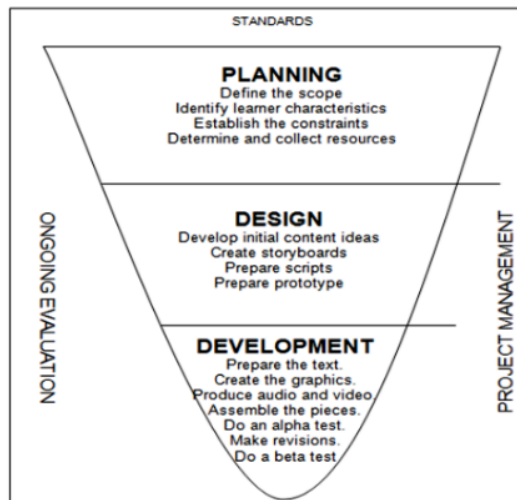 STANDARDS
PLANNING
Define the scope
Identify learner characteristics
Establish the constraints
Determine and collect resources
ONGOING EVALUATION
PROJECT MANAGEMENT
DESIGN
Develop initial content ideas
Create storyboards
Prepare scripts
Prepare prototype
DEVELOPMENT
Prepare the text.
Create the graphics.
Produce audio and video.
Assemble the pieces.
Do an alpha test.
Make revisions.
Do a beta test